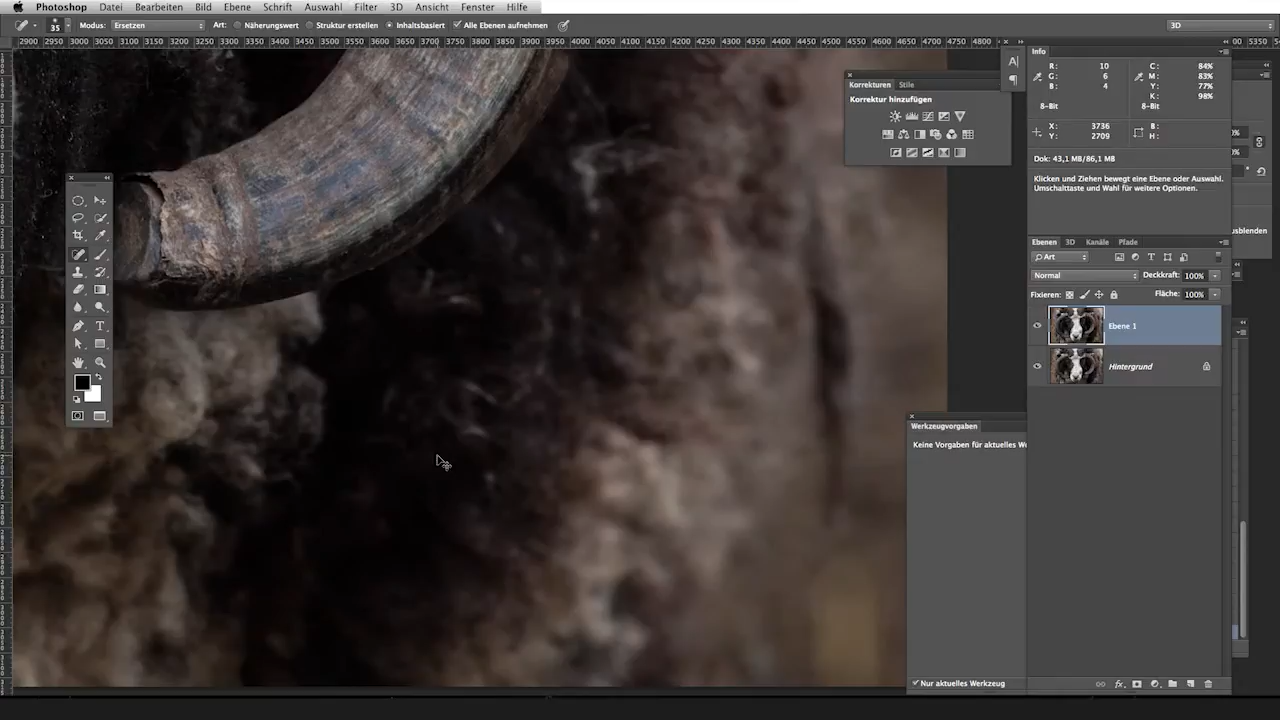 Photoshop Datei Bearbeiten Bild Ebene Schrift Auswahl Filter 3D Ansicht Fenster Hilfe
35 Modus: Ersetzen Art: Näherungswert Struktur erstellen Inhaltsbasiert Alle Ebenen aufnehmen 3D
2900 2950 3000 3050 3100 3150 3200 3250 3300 3350 3400 3450 3500 3550 3600 3650 3700 3750 3800 3850 3900 3950 4000 4050 4100 4150 4200 4250 4300 4350 4400 4450 4500 4550 4600 4650 4700 4750 4800 5350
Info
R: 10 C: 84%
G: 6 M: 83%
B: 4 Y: 77%
K: 98%
8-Bit 8-Bit
X: 3736 B:
Y: 2709 H:
Dok: 43,1 MB/86,1 MB
Klicken und Ziehen bewegt eine Ebene oder Auswahl.
Umschalttaste und Wahl für weitere Optionen.
Korrekturen Stile
Korrektur hinzufügen
Ebenen 3D Kanäle Pfade
Art
Normal Deckkraft: 100%
Fixieren: Fläche: 100%
Ebene 1
Hintergrund
usblenden
Werkzeugvorgaben
Keine Vorgaben für aktuelles We
Nur aktuelles Werkzeug